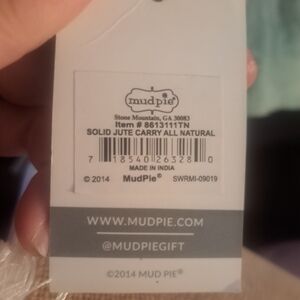 mudpie®
Stone Mountain, GA 30083
Item # 8613111TN
SOLID JUTE CARRY ALL NATURAL
7 18540 26328 0
MADE IN INDIA
© 2014 MudPie® SWRMI-09019
WWW.MUDPIE.COM
@MUDPIEGIFT
©2014 MUD PIE®